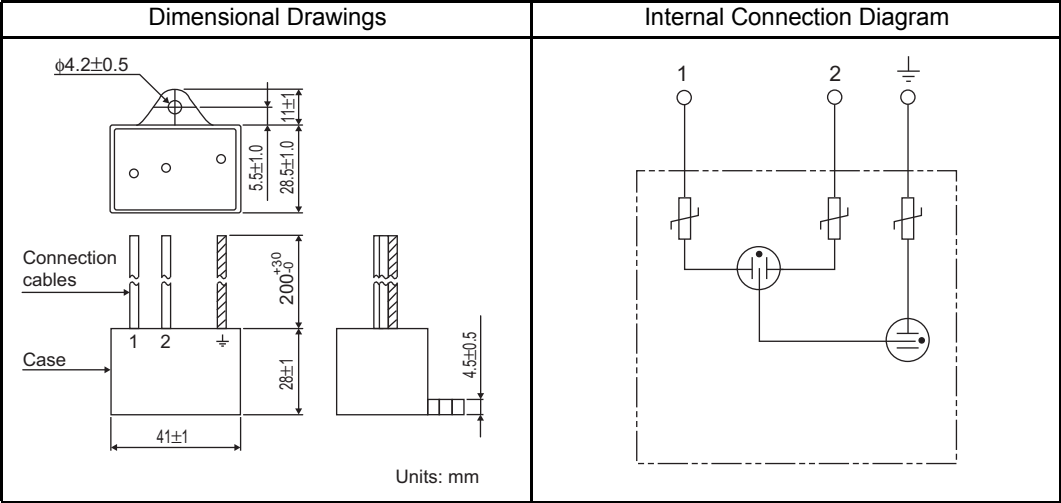 Dimensional Drawings
Internal Connection Diagram
ϕ4.2±0.5
11±1
5.5±1.0
28.5±1.0
Connection
cables
200+30-0
1 2
Case
28±1
4.5±0.5
41±1
Units: mm
1 2